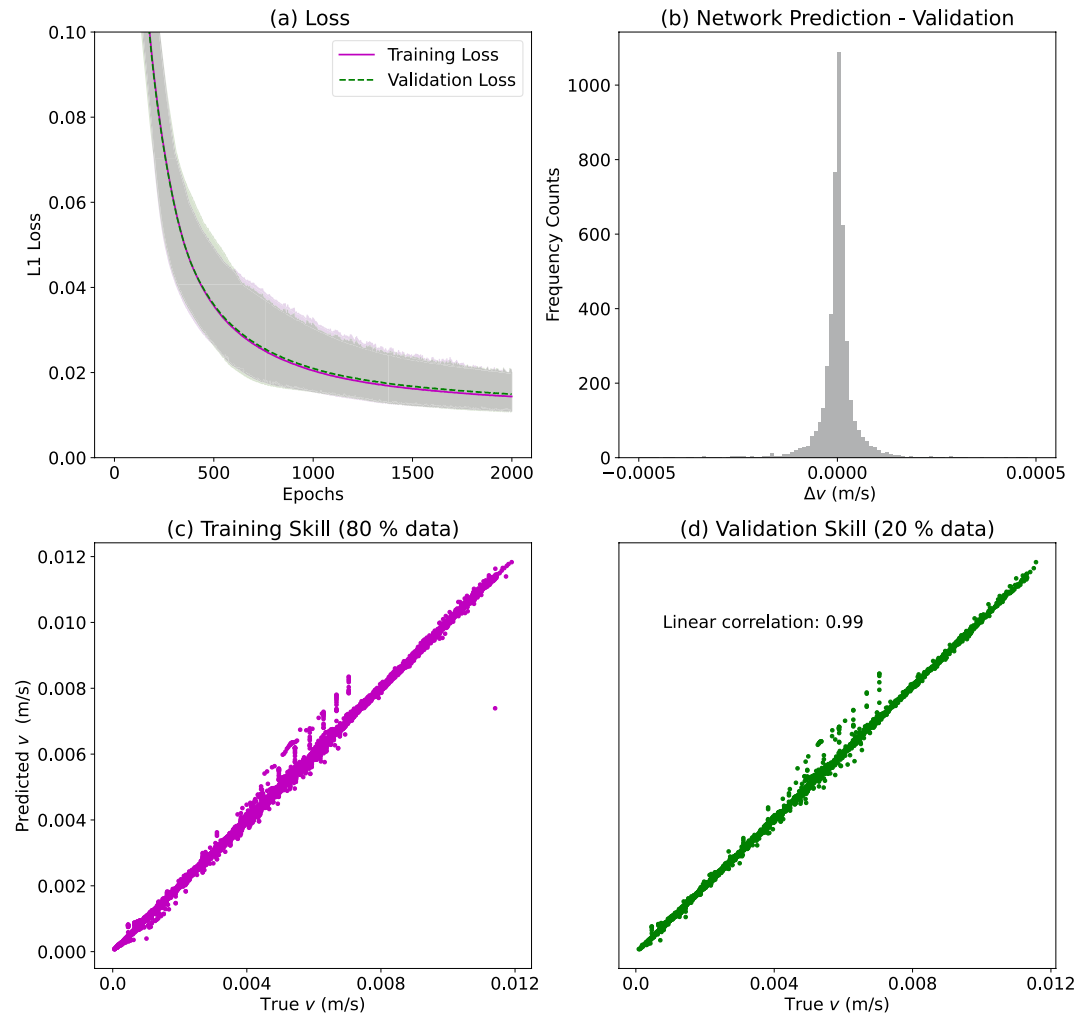 (a) Loss
0.10
0.08
0.06
0.04
0.02
0.00
L1 Loss
Training Loss
Validation Loss
0
500
1000
1500
2000
Epochs
(b) Network Prediction - Validation
1000
800
600
400
200
0
Frequency Counts
−0.0005
0.0000
0.0005
Δv (m/s)
(c) Training Skill (80 % data)
0.012
0.010
0.008
0.006
0.004
0.002
0.000
Predicted v (m/s)
0.0
0.004
0.008
0.012
True v (m/s)
(d) Validation Skill (20 % data)
Linear correlation: 0.99
0.0
0.004
0.008
0.012
True v (m/s)